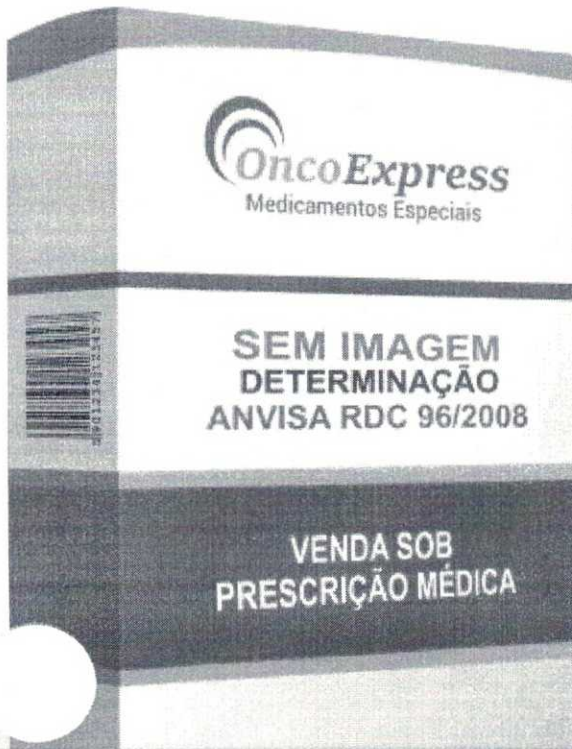 OncoExpress
Medicamentos Especiais
SEM IMAGEM
DETERMINAÇÃO
ANVISA RDC 96/2008
VENDA SOB
PRESCRIÇÃO MÉDICA